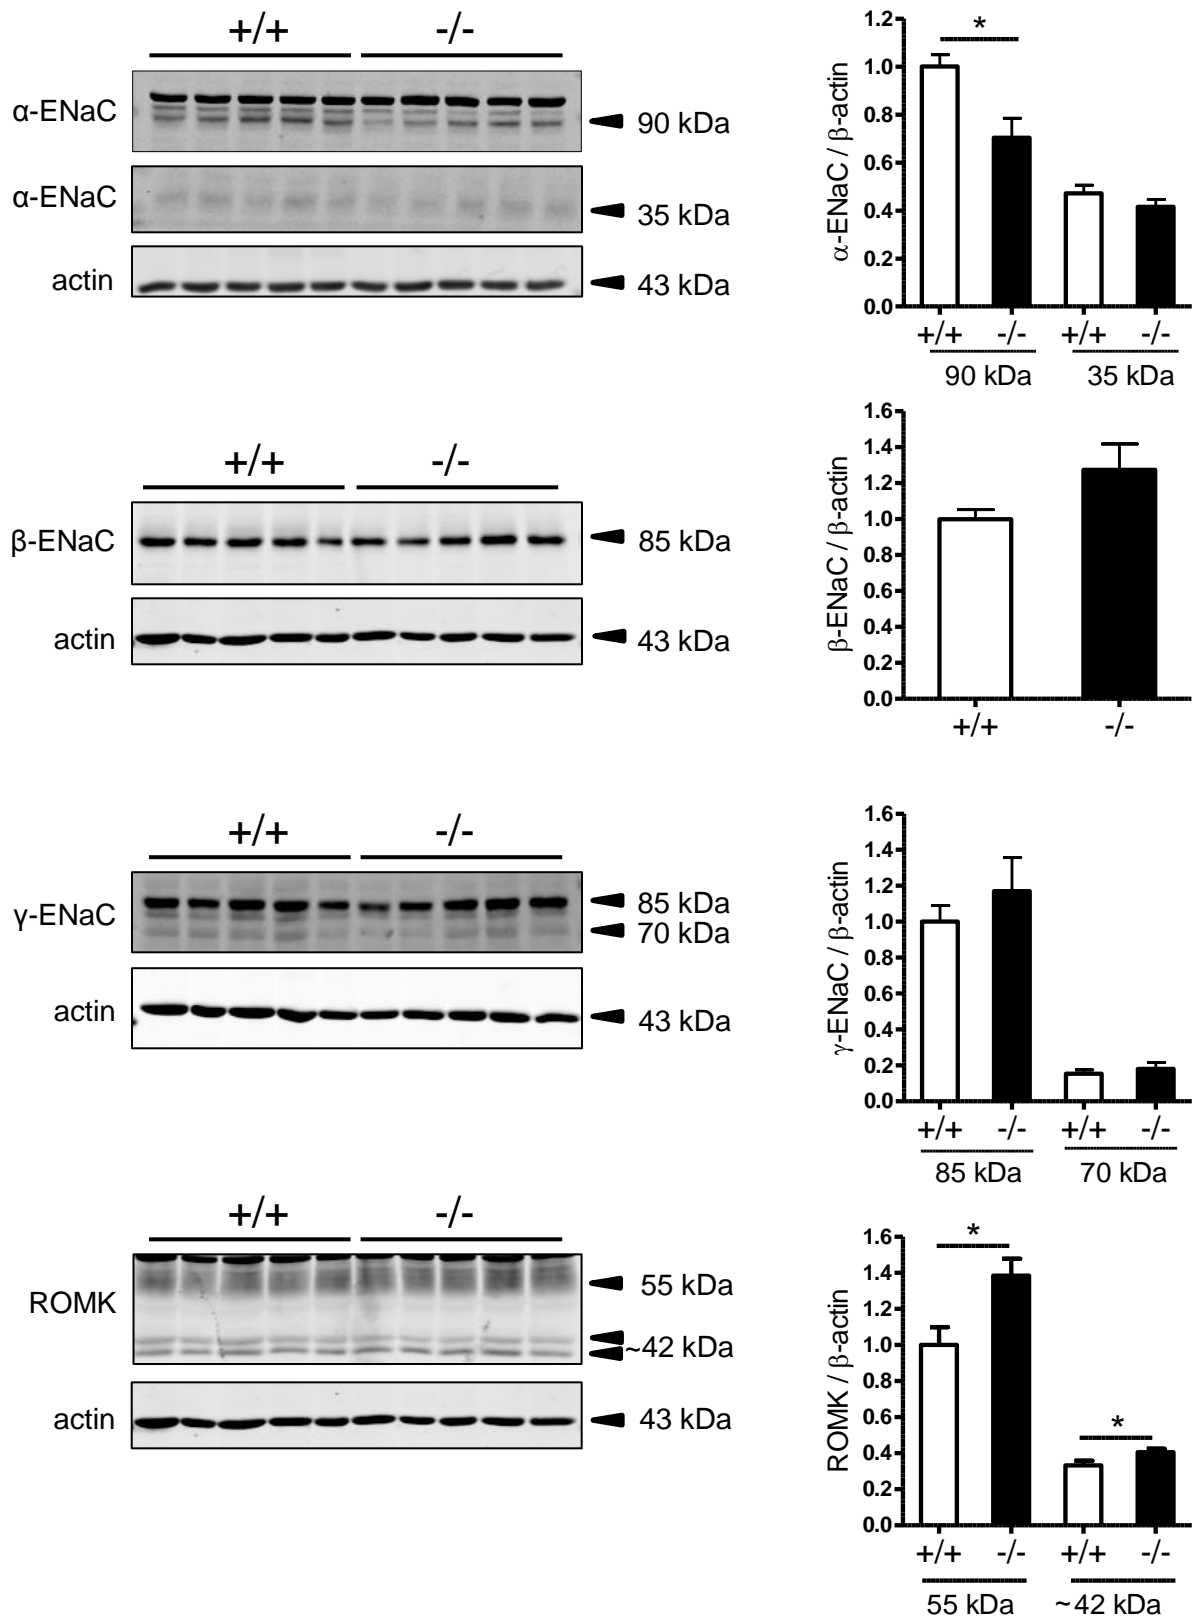 +/+ -/-
α-ENaC
90 kDa
α-ENaC
35 kDa
actin
43 kDa
1.2
1.0
0.8
0.6
0.4
0.2
0.0
α-ENaC / β-actin
*
+/+ -/- +/+ -/-
90 kDa 35 kDa
+/+ -/-
β-ENaC
85 kDa
actin
43 kDa
1.6
1.4
1.2
1.0
0.8
0.6
0.4
0.2
0.0
β-ENaC / β-actin
+/+ -/-
+/+ -/-
γ-ENaC
85 kDa
70 kDa
actin
43 kDa
1.6
1.4
1.2
1.0
0.8
0.6
0.4
0.2
0.0
γ-ENaC / β-actin
+/+ -/- +/+ -/-
85 kDa 70 kDa
+/+ -/-
ROMK
55 kDa
~42 kDa
actin
43 kDa
1.6
1.4
1.2
1.0
0.8
0.6
0.4
0.2
0.0
ROMK / β-actin
*
*
+/+ -/- +/+ -/-
55 kDa ~42 kDa